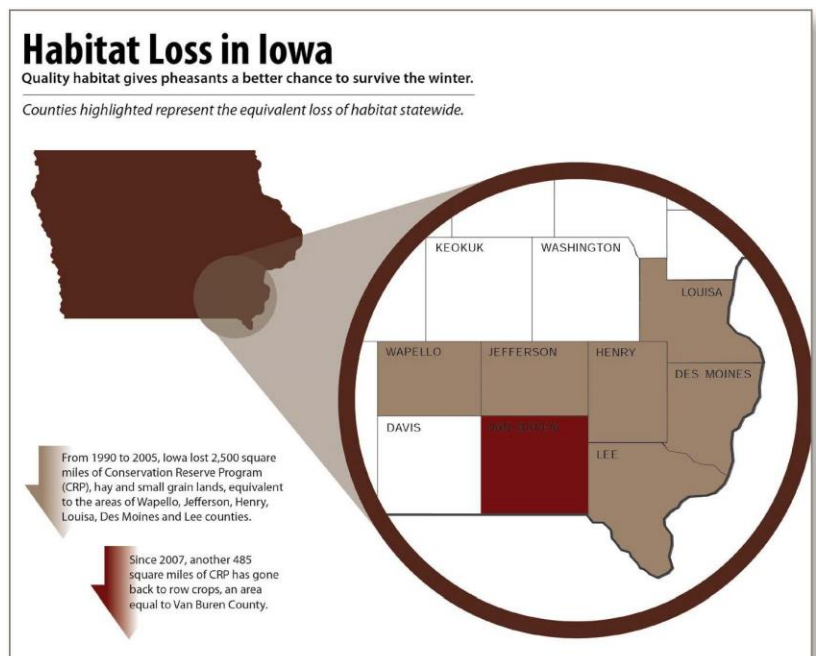 Habitat Loss in Iowa
Quality habitat gives pheasants a better chance to survive the winter.
Counties highlighted represent the equivalent loss of habitat statewide.
KEOKUK
WASHINGTON
LOUISA
WAPELLO
JEFFERSON
HENRY
DES MOINES
DAVIS
VAN BUREN
LEE
From 1990 to 2005, Iowa lost 2,500 square
miles of Conservation Reserve Program
(CRP), hay and small grain lands, equivalent
to the areas of Wapello, Jefferson, Henry,
Louisa, Des Moines and Lee counties.
Since 2007, another 485
square miles of CRP has gone
back to row crops, an area
equal to Van Buren County.